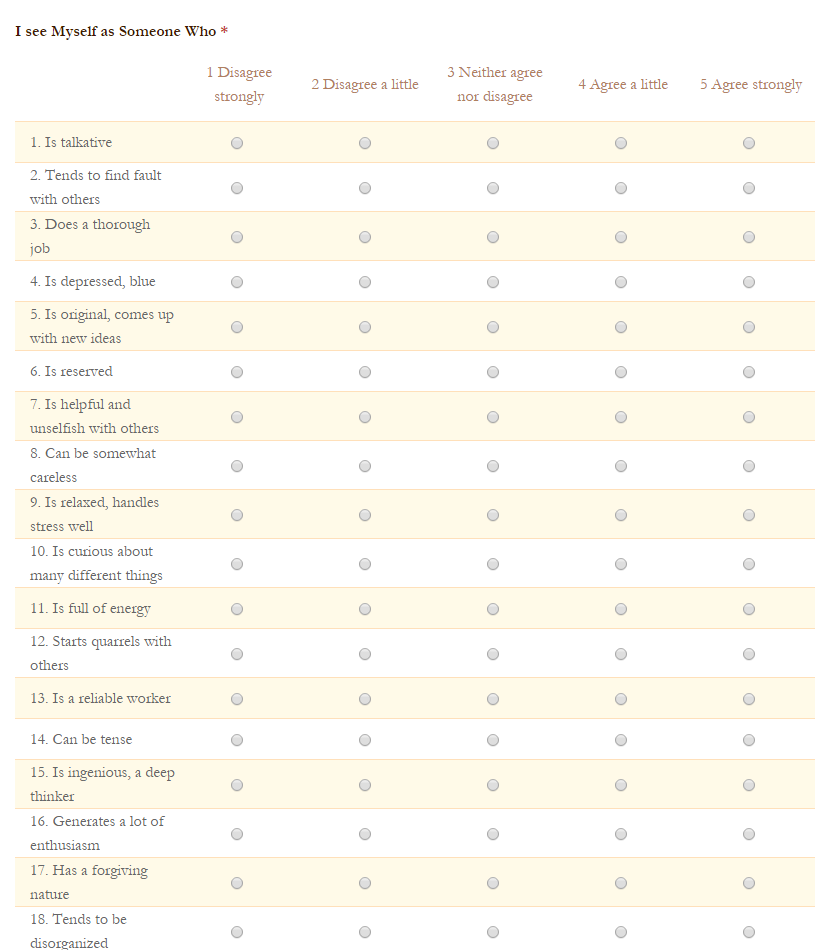 I see Myself as Someone Who *
1 Disagree
strongly
2 Disagree a little
3 Neither agree
nor disagree
4 Agree a little
5 Agree strongly
1. Is talkative
2. Tends to find fault
with others
3. Does a thorough
job
4. Is depressed, blue
5. Is original, comes up
with new ideas
6. Is reserved
7. Is helpful and
unselfish with others
8. Can be somewhat
careless
9. Is relaxed, handles
stress well
10. Is curious about
many different things
11. Is full of energy
12. Starts quarrels with
others
13. Is a reliable worker
14. Can be tense
15. Is ingenious, a deep
thinker
16. Generates a lot of
enthusiasm
17. Has a forgiving
nature
18. Tends to be
disorganized